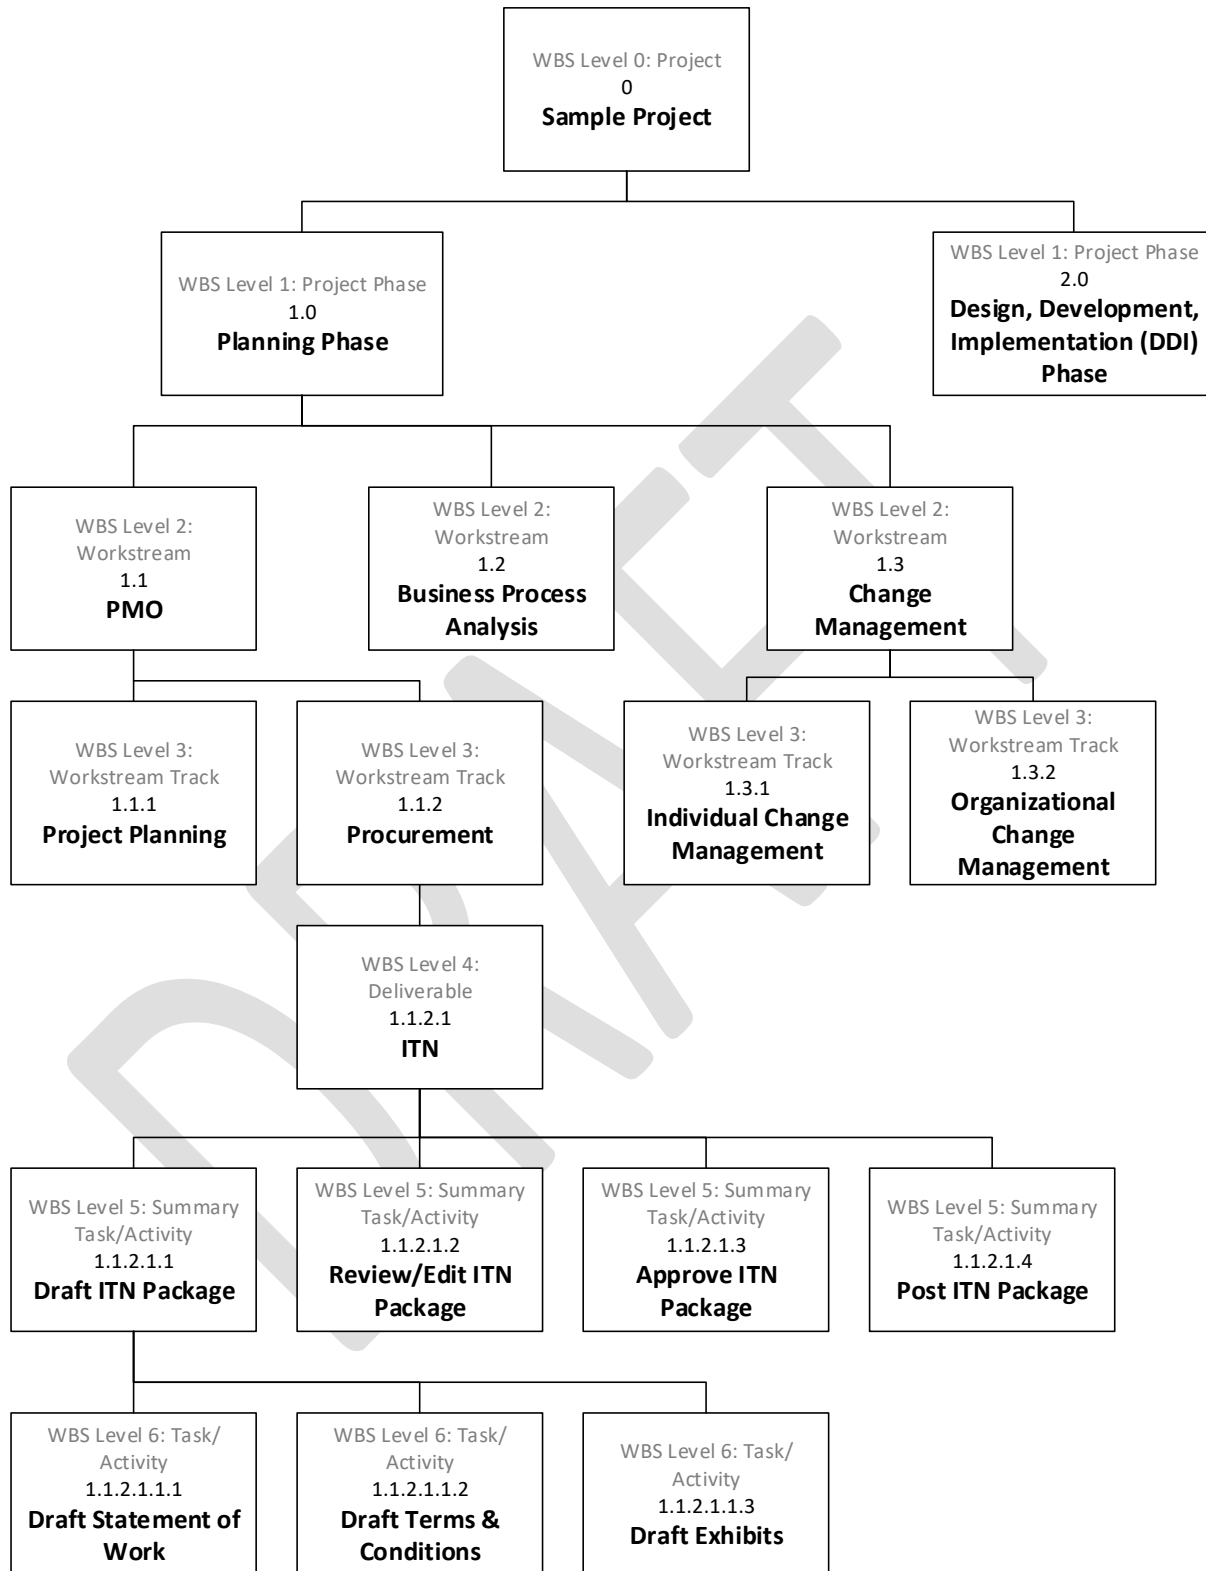 WBS Level 0: Project
0
Sample Project
WBS Level 1: Project Phase
1.0
Planning Phase
WBS Level 1: Project Phase
2.0
Design, Development,
Implementation (DDI)
Phase
WBS Level 2:
Workstream
1.1
PMO
WBS Level 2:
Workstream
1.2
Business Process
Analysis
WBS Level 2:
Workstream
1.3
Change
Management
WBS Level 3:
Workstream Track
1.1.1
Project Planning
WBS Level 3:
Workstream Track
1.1.2
Procurement
WBS Level 3:
Workstream Track
1.3.1
Individual Change
Management
WBS Level 3:
Workstream Track
1.3.2
Organizational
Change
Management
WBS Level 4:
Deliverable
1.1.2.1
ITN
WBS Level 5: Summary
Task/Activity
1.1.2.1.1
Draft ITN Package
WBS Level 5: Summary
Task/Activity
1.1.2.1.2
Review/Edit ITN
Package
WBS Level 5: Summary
Task/Activity
1.1.2.1.3
Approve ITN
Package
WBS Level 5: Summary
Task/Activity
1.1.2.1.4
Post ITN Package
WBS Level 6: Task/
Activity
1.1.2.1.1.1
Draft Statement of
Work
WBS Level 6: Task/
Activity
1.1.2.1.1.2
Draft Terms &
Conditions
WBS Level 6: Task/
Activity
1.1.2.1.1.3
Draft Exhibits
DRAFT